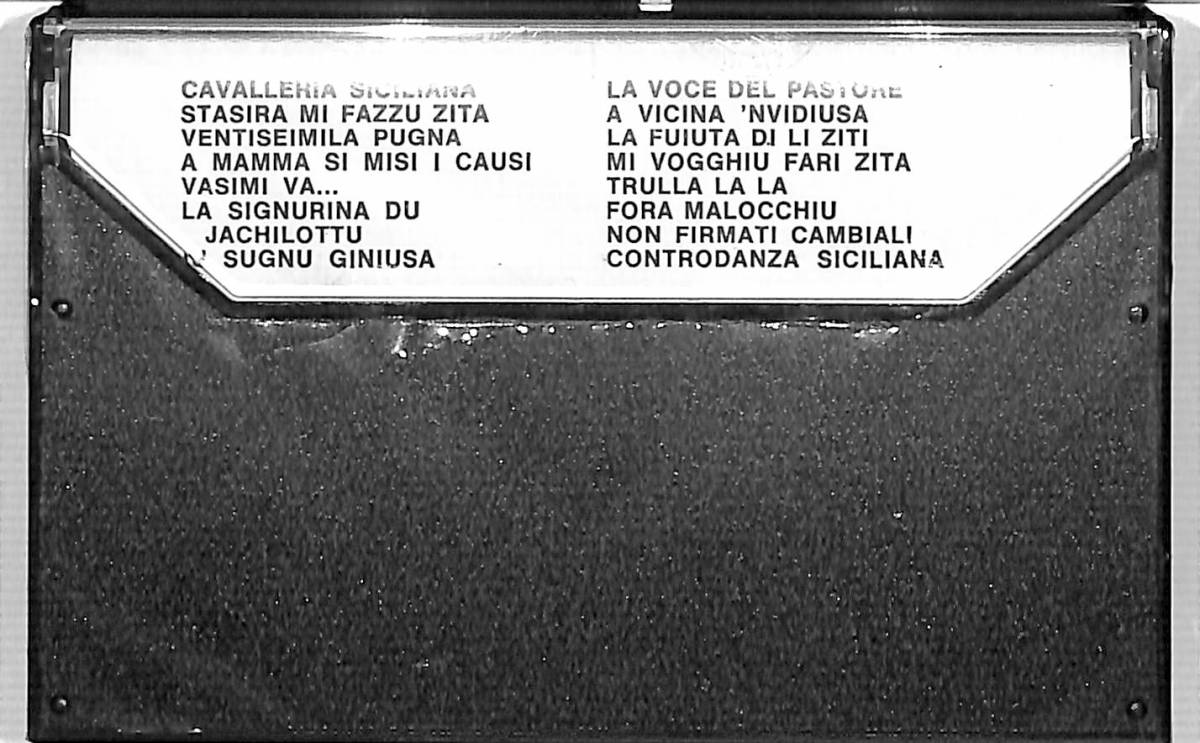 CAVALLERIA SICILIANA
STASIRA MI FAZZU ZITA
VENTISEIMILA PUGNA
A MAMMA SI MISI I CAUSI
VASIMI VA...
LA SIGNURINA DU
JACHILOTTU
SUGNU GINIUSA
LA VOCE DEL PASTORE
A VICINA 'NVIDIUSA
LA FUIUTA DI LI ZITI
MI VOGGHIU FARI ZITA
TRULLA LA LA
FORA MALOCCHIU
NON FIRMATI CAMBIALI
CONTRODANZA SICILIANA